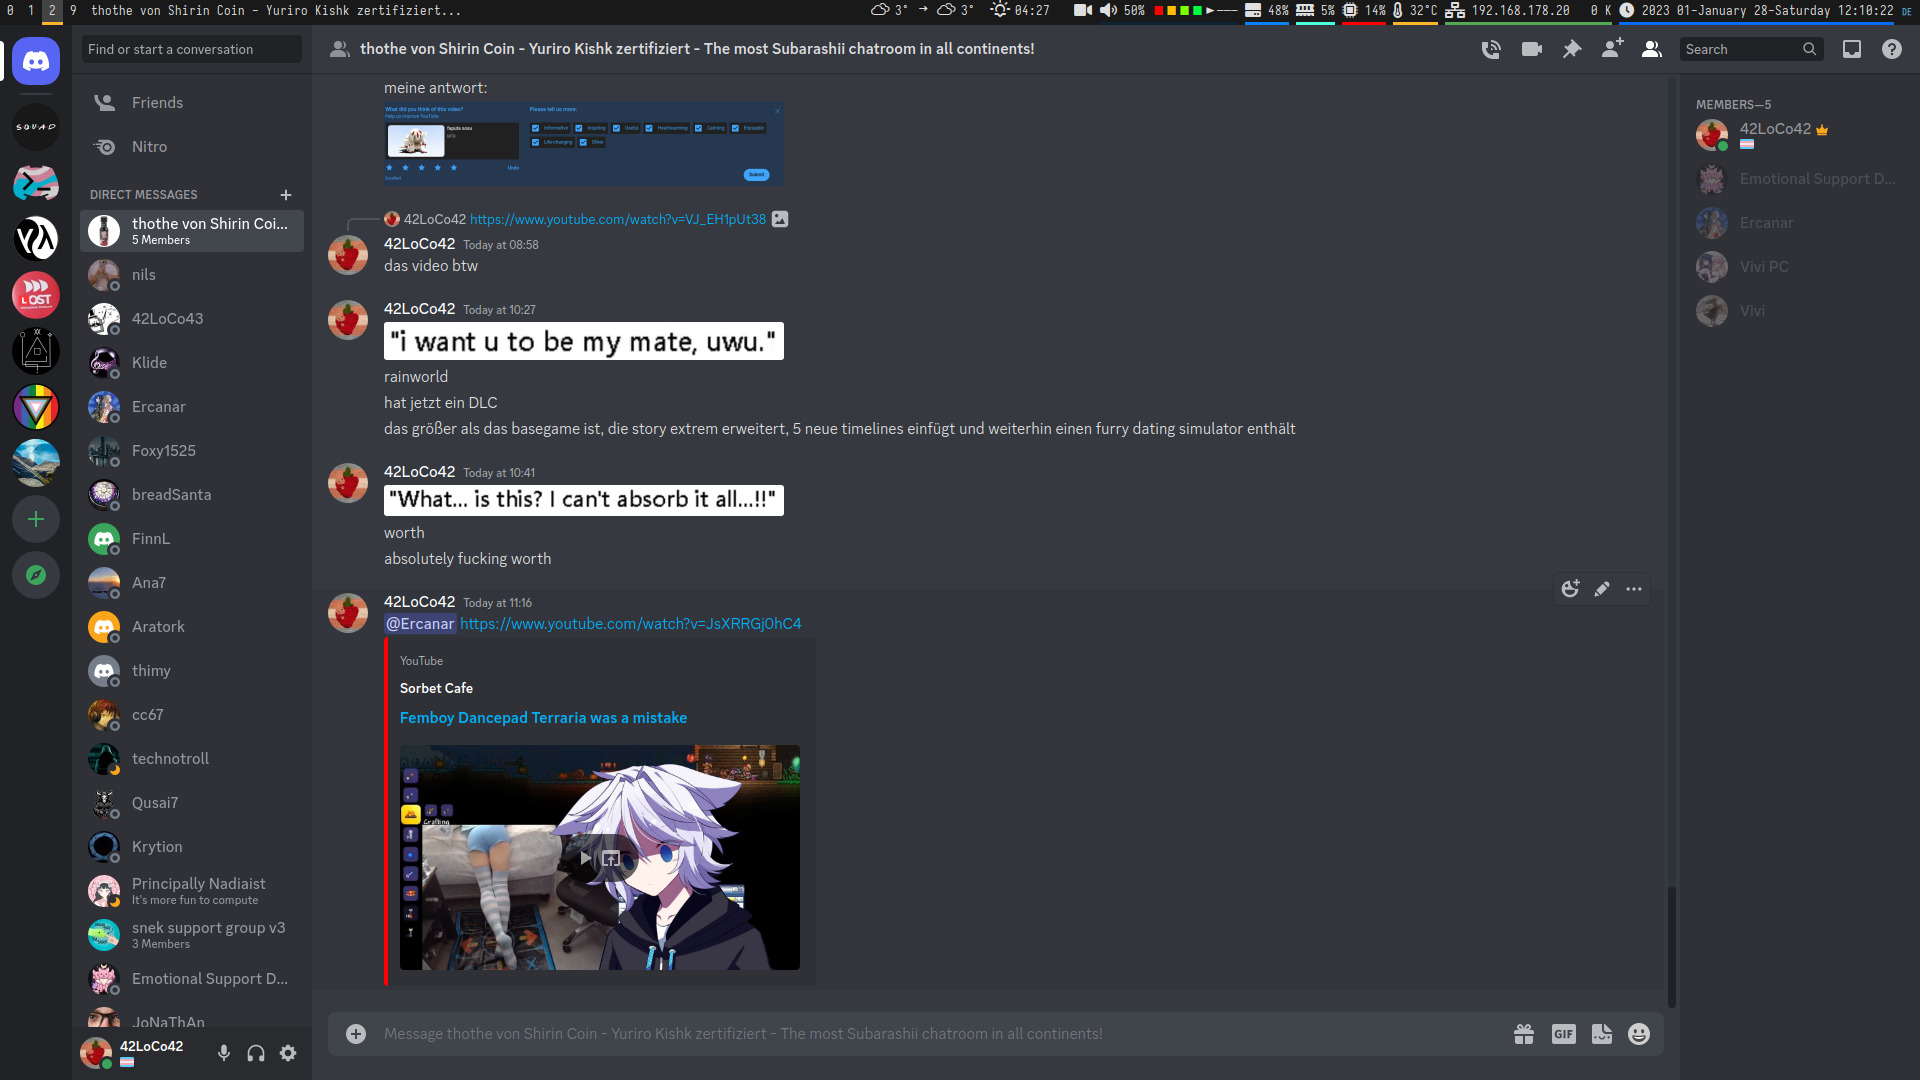 0 1 2 9 thothe von Shirin Coin - Yuriro Kishk zertifiziert...
3° → 3° 04:27 50% 48% 5% 14% 32°C 192.168.178.20 0 K 2023 01-January 28-Saturday 12:10:22 DE
Find or start a conversation
thothe von Shirin Coin - Yuriro Kishk zertifiziert - The most Subarashii chatroom in all continents!
Search
SQUAD
LOST
Friends
Nitro
DIRECT MESSAGES
thothe von Shirin Coi...
5 Members
nils
42LoCo43
Klide
Ercanar
Foxy1525
breadSanta
FinnL
Ana7
Aratork
thimy
cc67
technotroll
Qusai7
Krytion
Principally Nadiaist
It's more fun to compute
snek support group v3
3 Members
Emotional Support D...
JoNaThAn
42LoCo42
meine antwort:
What did you think of this video?
Help us improve YouTube
faputa sosu
Undo
Excellent
Please tell us more:
Informative Inspiring Useful Heartwarming Calming Enjoyable
Life-changing Other
Submit
42LoCo42 https://www.youtube.com/watch?v=VJ_EH1pUt38
42LoCo42 Today at 08:58
das video btw
42LoCo42 Today at 10:27
"i want u to be my mate, uwu."
rainworld
hat jetzt ein DLC
das größer als das basegame ist, die story extrem erweitert, 5 neue timelines einfügt und weiterhin einen furry dating simulator enthält
42LoCo42 Today at 10:41
"What... is this? I can't absorb it all...!!"
worth
absolutely fucking worth
42LoCo42 Today at 11:16
@Ercanar https://www.youtube.com/watch?v=JsXRRGj0hC4
YouTube
Sorbet Cafe
Femboy Dancepad Terraria was a mistake
Crafting
Message thothe von Shirin Coin - Yuriro Kishk zertifiziert - The most Subarashii chatroom in all continents!
GIF
MEMBERS—5
42LoCo42
Emotional Support D...
Ercanar
Vivi PC
Vivi